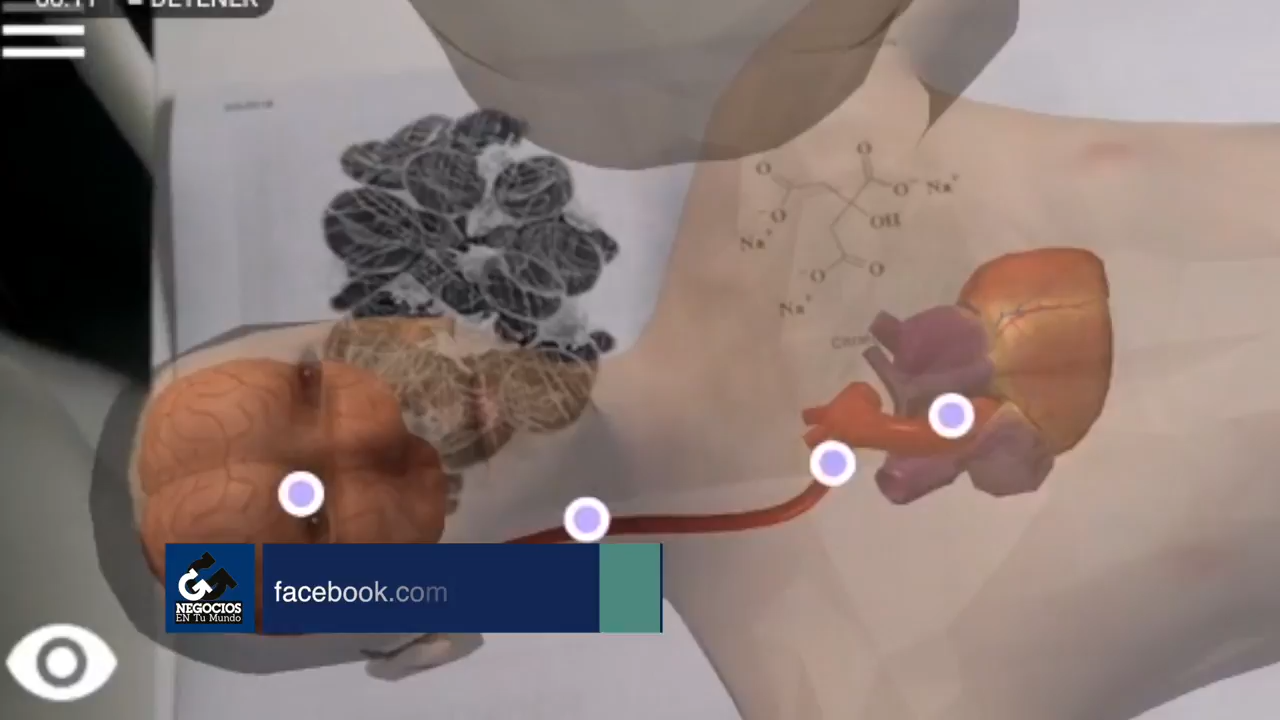 DETENER
O
O
O⁻ Na⁺
⁻O
OH
Na⁺
O
⁻O
Na⁺
NEGOCIOS
EN Tu Mundo
facebook.com